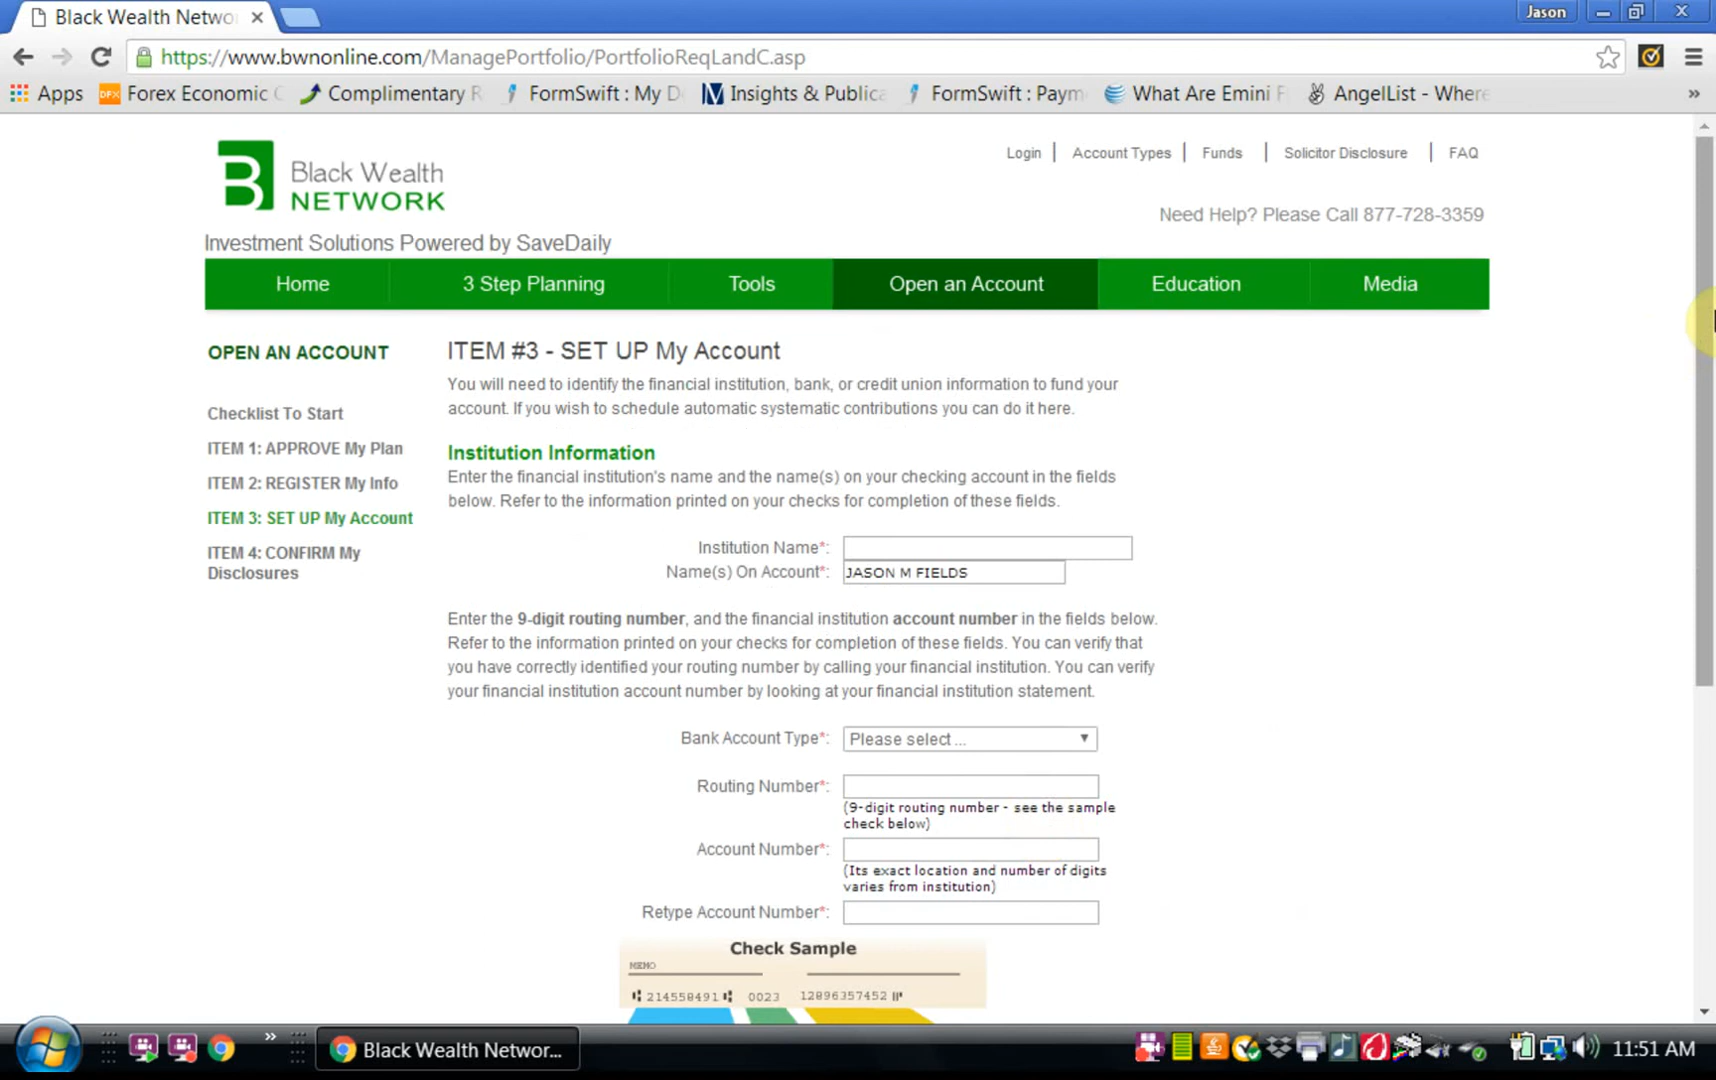 Black Wealth Netwo
Jason
https://www.bwnonline.com/ManagePortfolio/PortfolioReqLandC.asp
Apps
DFX
Forex Economic C
Complimentary R
FormSwift : My D
Insights & Publica
FormSwift : Paym
What Are Emini F
AngelList - Where
»
B
Black Wealth
NETWORK
Login | Account Types | Funds | Solicitor Disclosure | FAQ
Need Help? Please Call 877-728-3359
Investment Solutions Powered by SaveDaily
Home
3 Step Planning
Tools
Open an Account
Education
Media
OPEN AN ACCOUNT
Checklist To Start
ITEM 1: APPROVE My Plan
ITEM 2: REGISTER My Info
ITEM 3: SET UP My Account
ITEM 4: CONFIRM My
Disclosures
ITEM #3 - SET UP My Account
You will need to identify the financial institution, bank, or credit union information to fund your
account. If you wish to schedule automatic systematic contributions you can do it here.
Institution Information
Enter the financial institution's name and the name(s) on your checking account in the fields
below. Refer to the information printed on your checks for completion of these fields.
Institution Name*:
Name(s) On Account*: JASON M FIELDS
Enter the 9-digit routing number, and the financial institution account number in the fields below.
Refer to the information printed on your checks for completion of these fields. You can verify that
you have correctly identified your routing number by calling your financial institution. You can verify
your financial institution account number by looking at your financial institution statement.
Bank Account Type*: Please select ...
Routing Number*:
(9-digit routing number - see the sample
check below)
Account Number*:
(Its exact location and number of digits
varies from institution)
Retype Account Number*:
Check Sample
MEMO
⑆214558491⑆ 0023 12896357452⑈
»
Black Wealth Networ...
11:51 AM